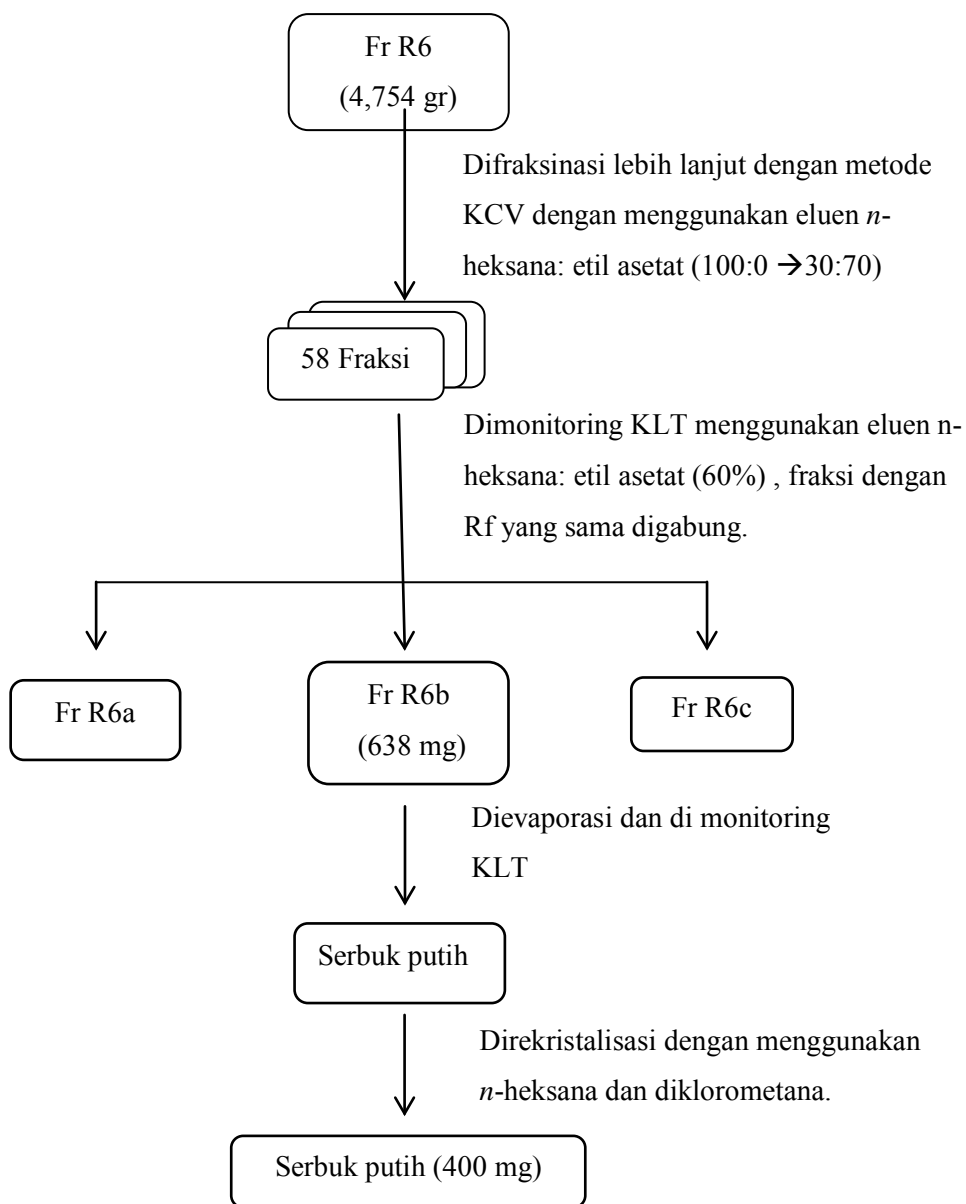 Fr R6
(4,754 gr)
Difraksinasi lebih lanjut dengan metode
KCV dengan menggunakan eluen n-
heksana: etil asetat (100:0 →30:70)
58 Fraksi
Dimonitoring KLT menggunakan eluen n-
heksana: etil asetat (60%) , fraksi dengan
Rf yang sama digabung.
Fr R6a
Fr R6b
(638 mg)
Fr R6c
Dievaporasi dan di monitoring
KLT
Serbuk putih
Direkristalisasi dengan menggunakan
n-heksana dan diklorometana.
Serbuk putih (400 mg)